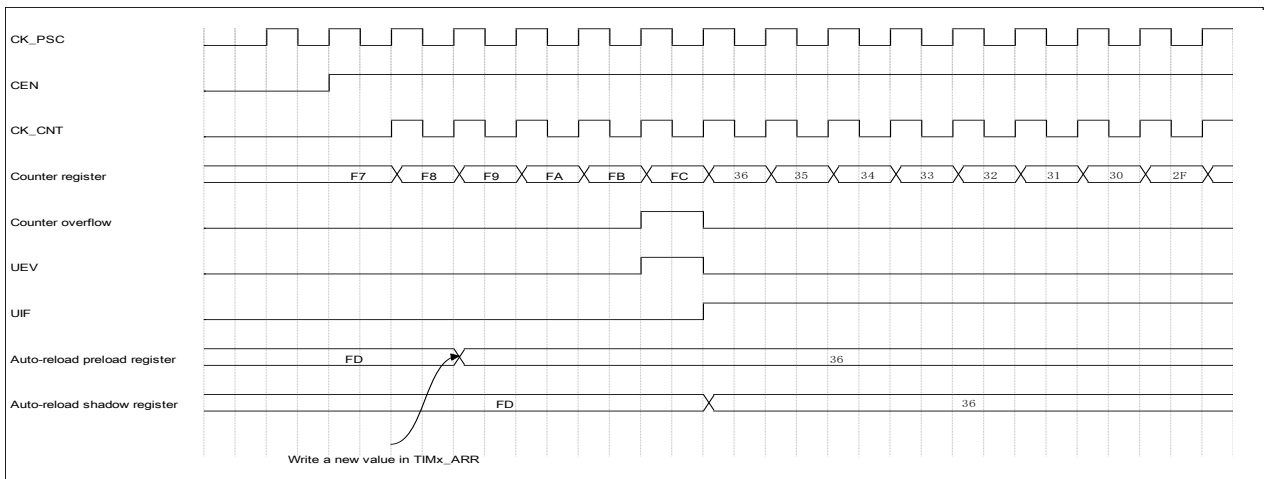 CK_PSC
CEN
CK_CNT
Counter register F7 F8 F9 FA FB FC 36 35 34 33 32 31 30 2F
Counter overflow
UEV
UIF
Auto-reload preload register FD 36
Auto-reload shadow register FD 36
Write a new value in TIMx_ARR